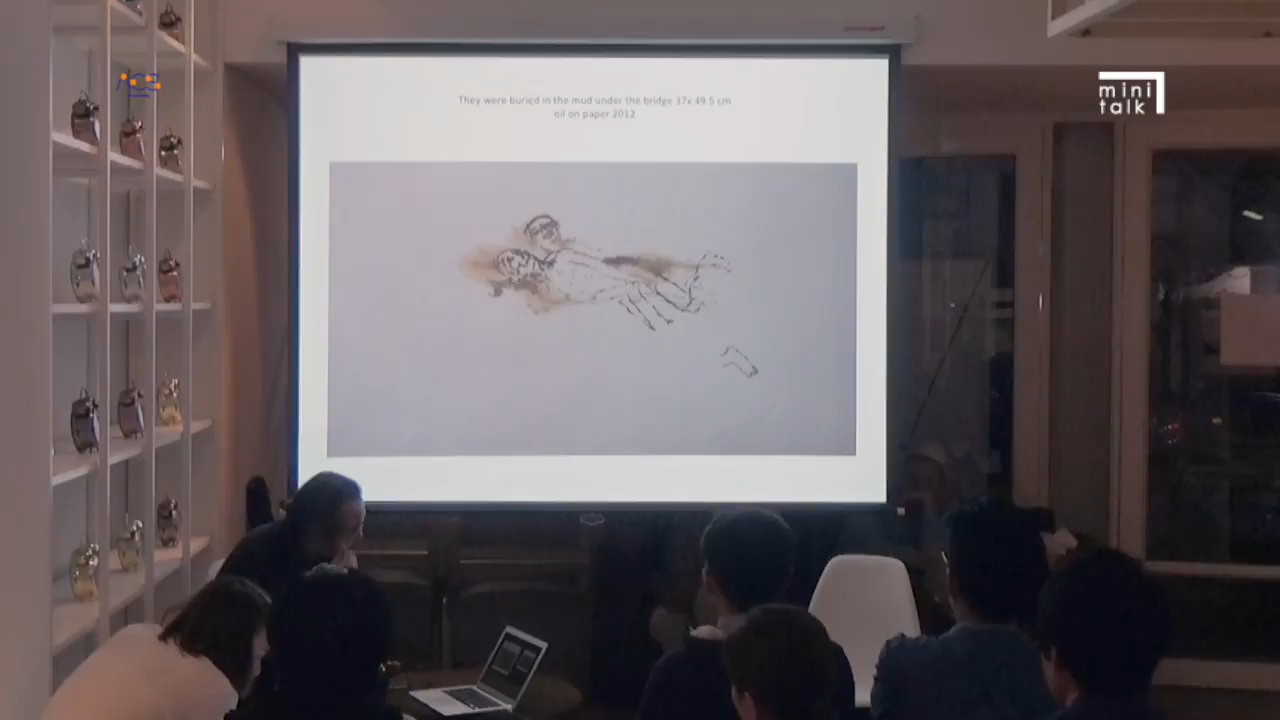 They were buried in the mud under the bridge 37x 49.5 cm
oil on paper 2012
mini
talk